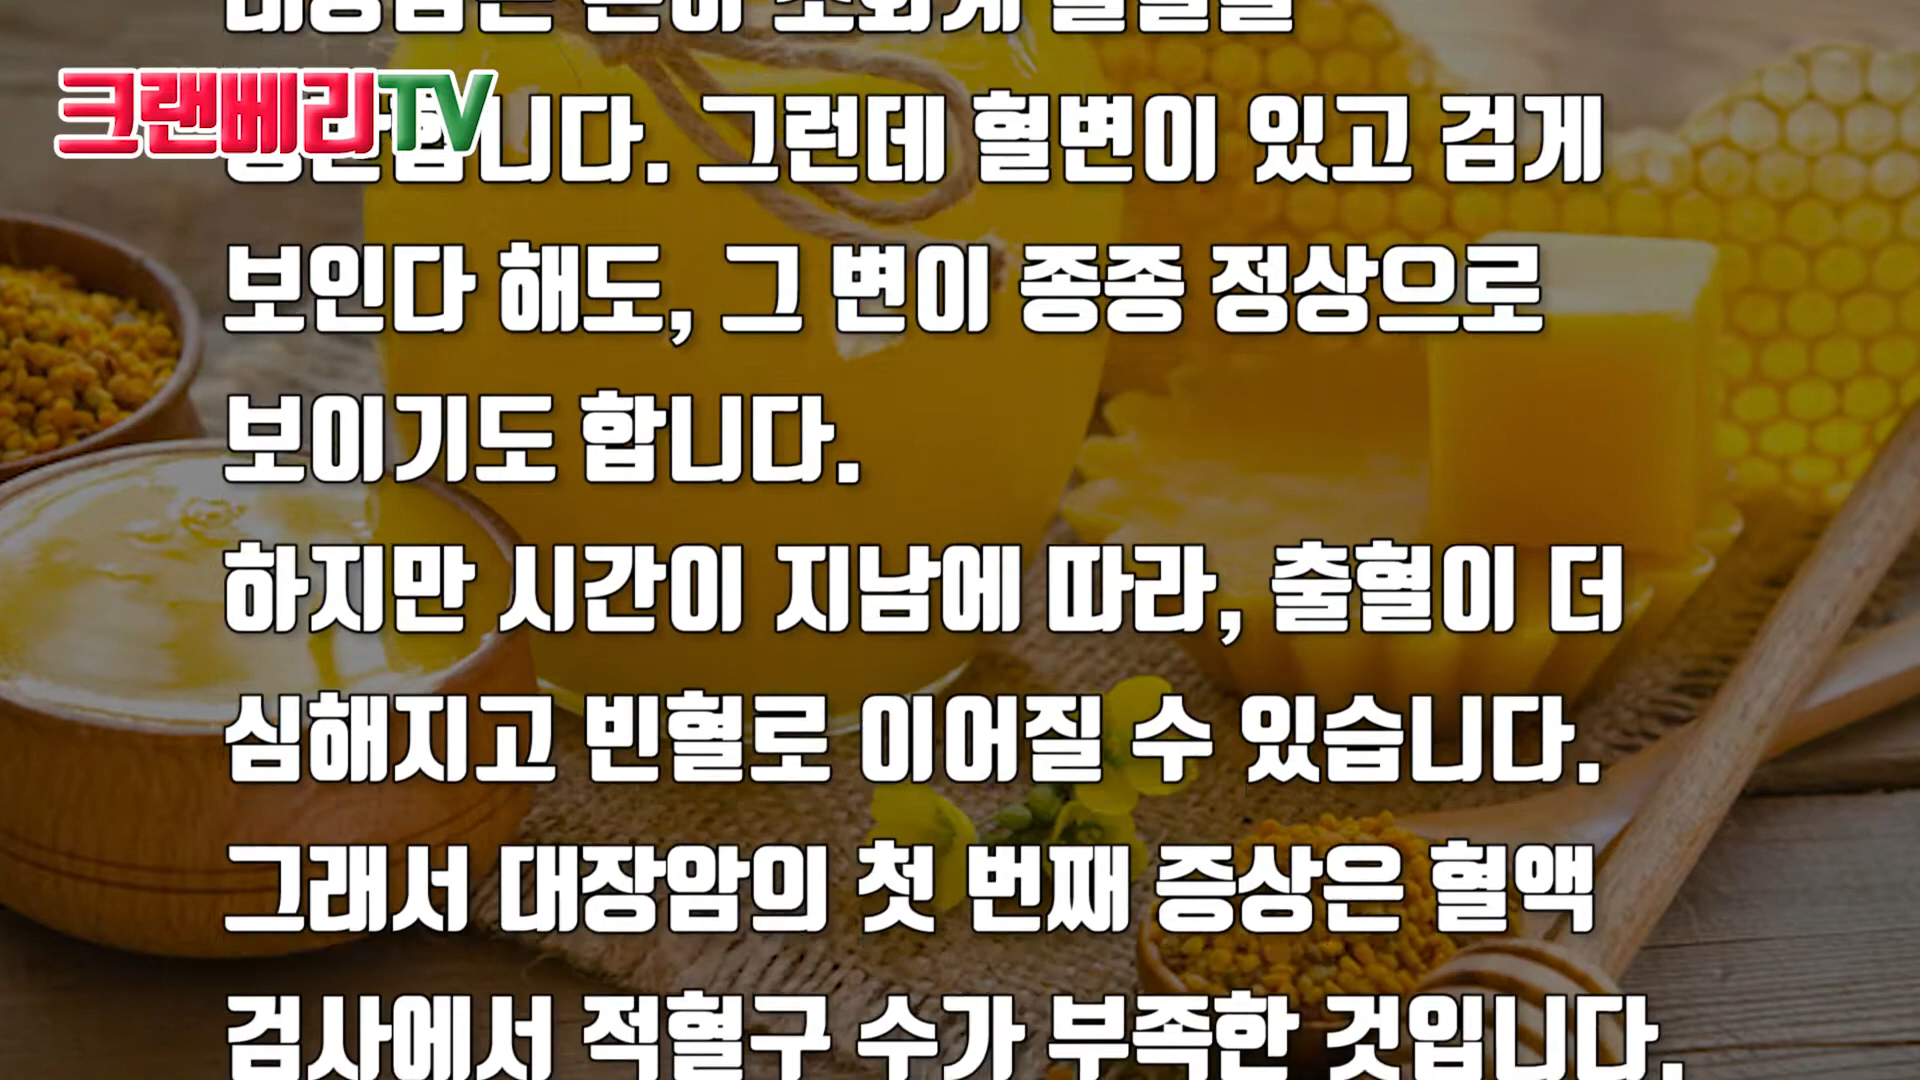 대장암은
크랜베리TV
합니다. 그런데 혈변이 있고 검게
보인다 해도, 그 변이 종종 정상으로
보이기도 합니다.
하지만 시간이 지남에 따라, 출혈이 더
심해지고 빈혈로 이어질 수 있습니다.
그래서 대장암의 첫 번째 증상은 혈액
검사에서 적혈구 수가 부족한 것입니다.